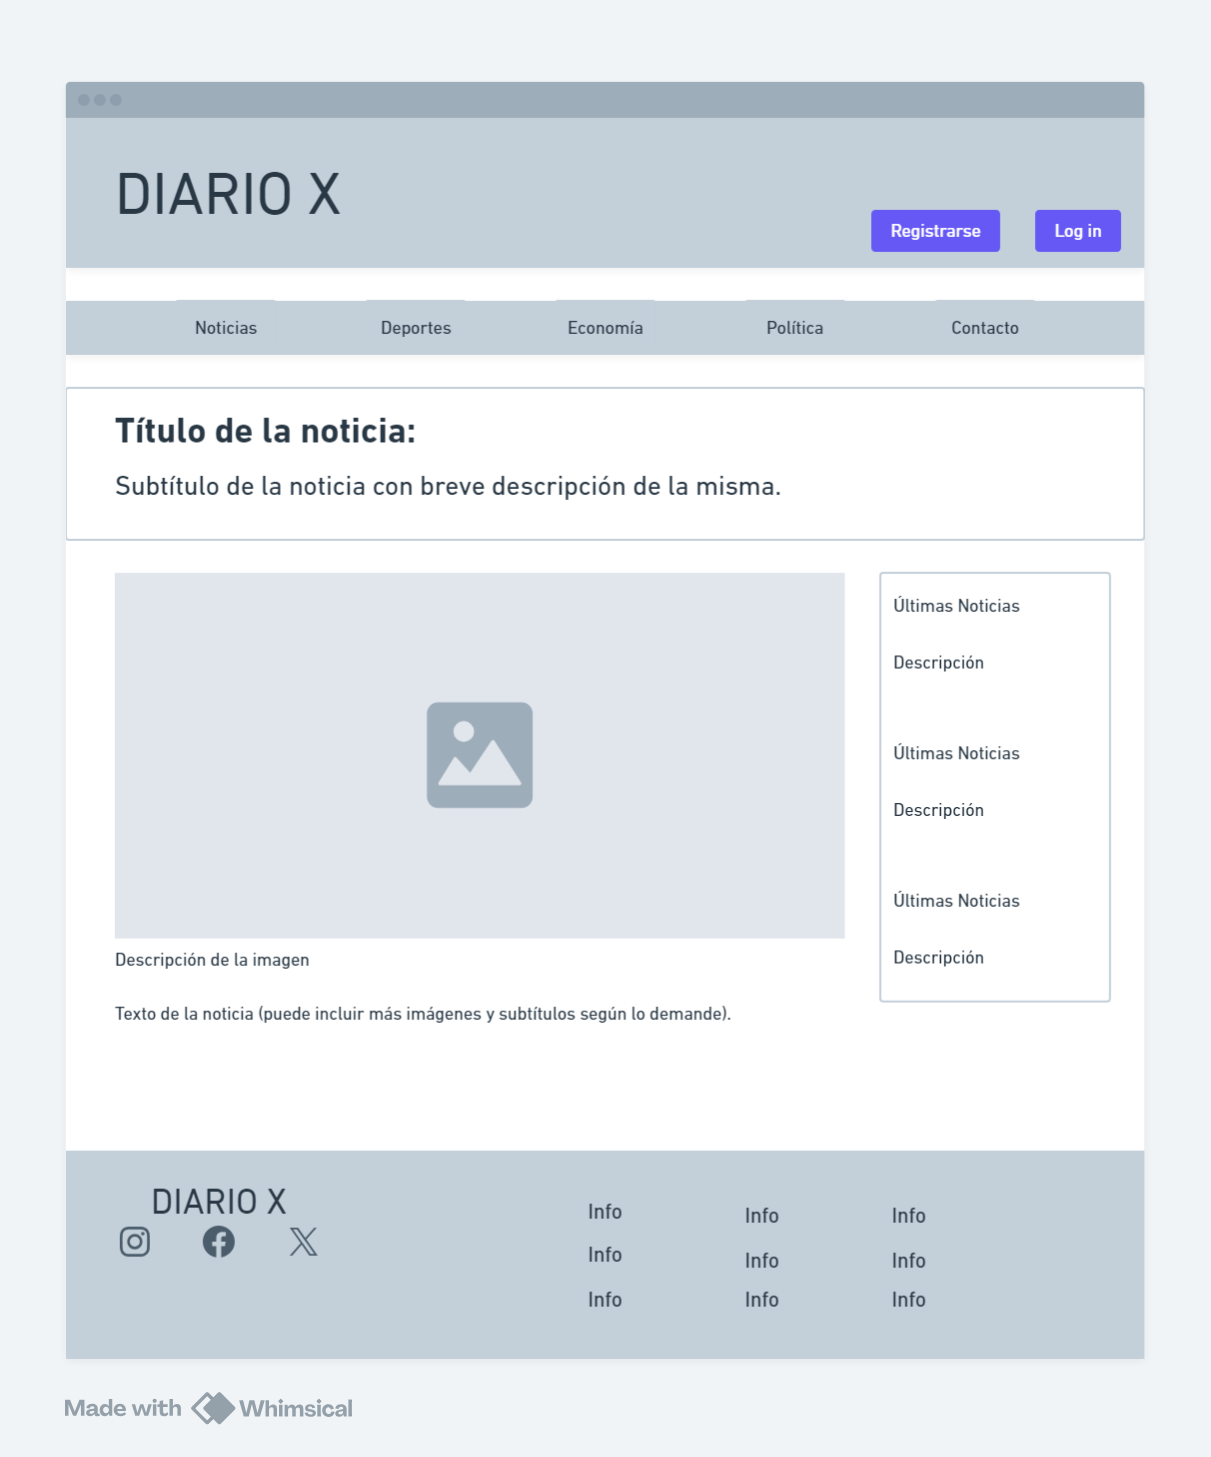 DIARIO X
Registrarse
Log in
Noticias
Deportes
Economía
Política
Contacto
Título de la noticia:
Subtítulo de la noticia con breve descripción de la misma.
Descripción de la imagen
Texto de la noticia (puede incluir más imágenes y subtítulos según lo demande).
Últimas Noticias
Descripción
Últimas Noticias
Descripción
Últimas Noticias
Descripción
DIARIO X
Info
Info
Info
Info
Info
Info
Info
Info
Info
Made with Whimsical